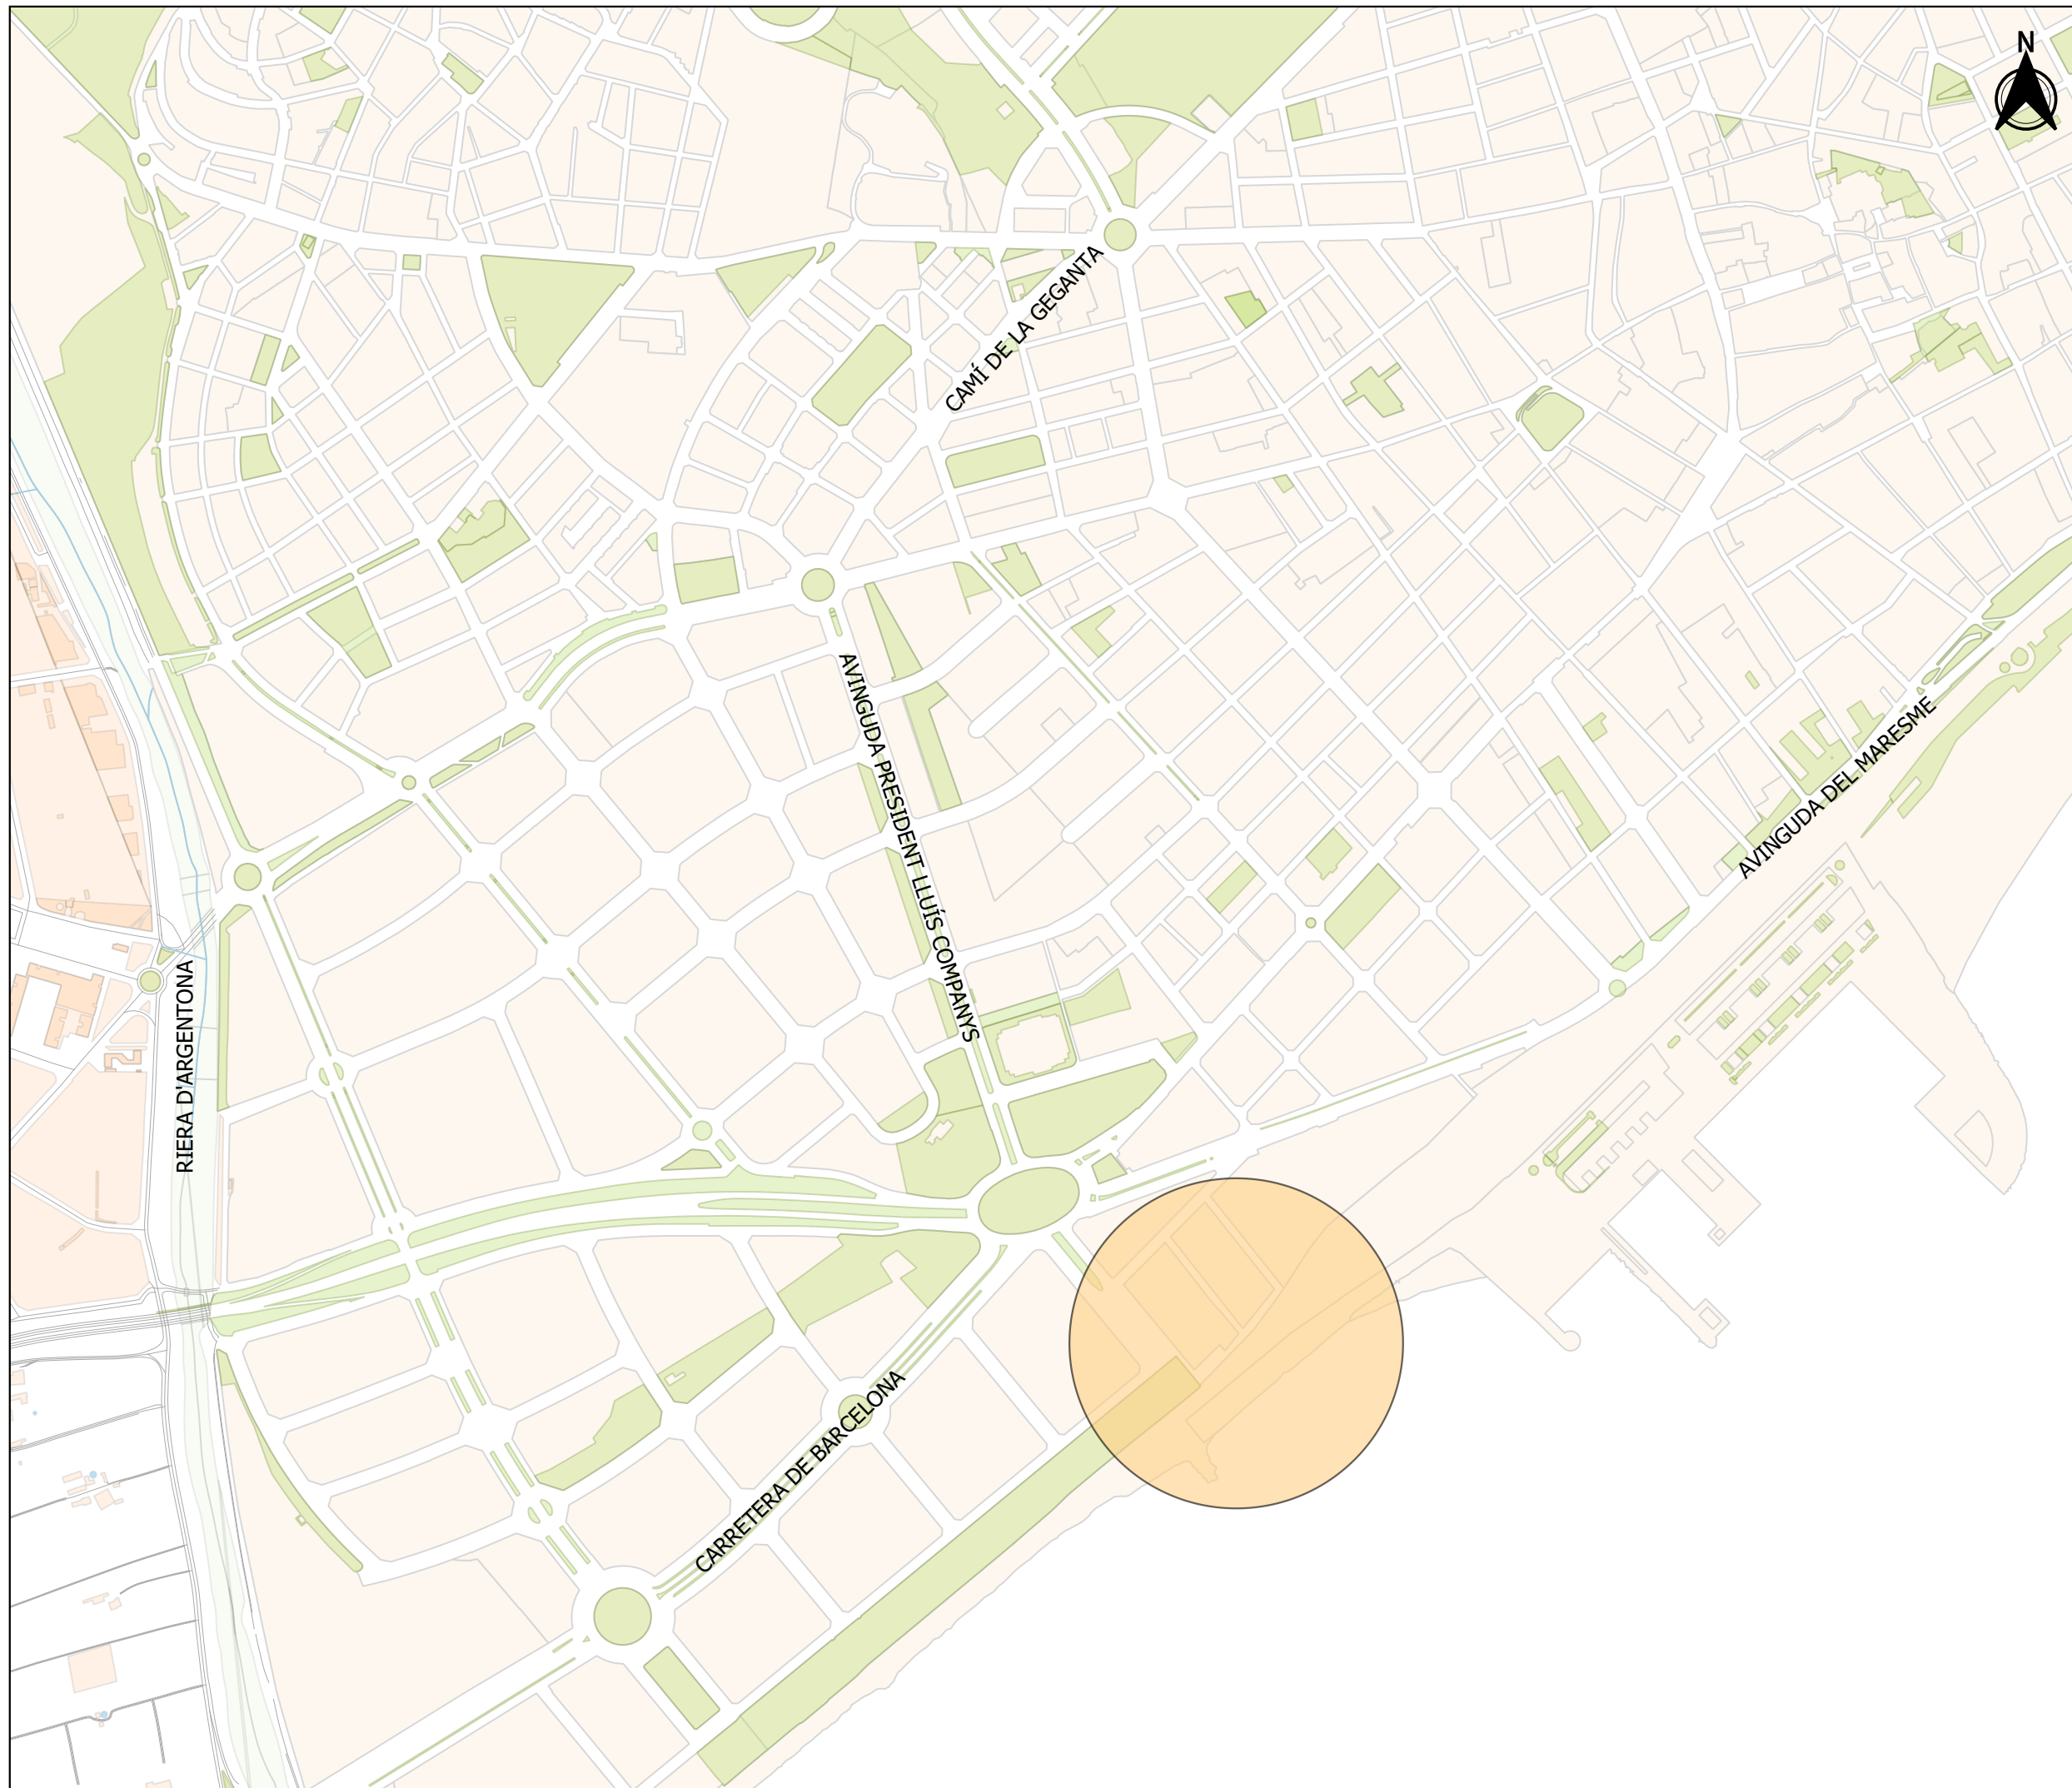 N
CAMÍ DE LA GEGANTA
AVINGUDA PRESIDENT LLUÍS COMPANYS
AVINGUDA DEL MARESME
RIERA D'ARGENTONA
CARRETERA DE BARCELONA